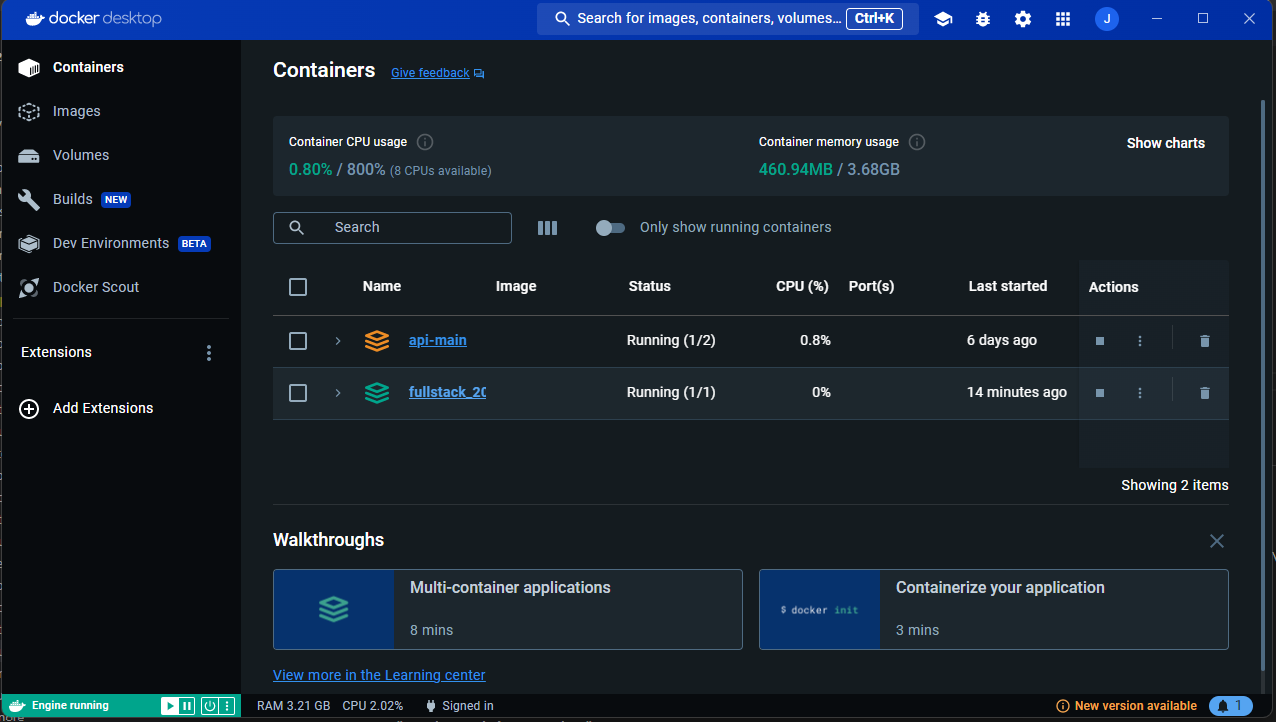 docker desktop
Search for images, containers, volumes... Ctrl+K
J
Containers
Images
Volumes
Builds NEW
Dev Environments BETA
Docker Scout
Extensions
Add Extensions
Containers Give feedback
Container CPU usage
0.80% / 800% (8 CPUs available)
Container memory usage
460.94MB / 3.68GB
Show charts
Search
Only show running containers
Name Image Status CPU (%) Port(s) Last started Actions
api-main Running (1/2) 0.8% 6 days ago
fullstack_20 Running (1/1) 0% 14 minutes ago
Showing 2 items
Walkthroughs
Multi-container applications
8 mins
$ docker init
Containerize your application
3 mins
View more in the Learning center
Engine running
RAM 3.21 GB CPU 2.02% Signed in
New version available
1